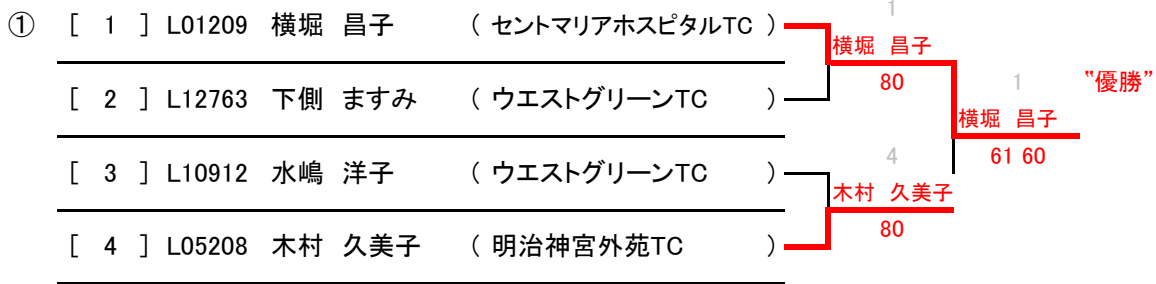 ① [ 1 ] L01209 横堀 昌子 ( セントマリアホスピタルTC )
1
横堀 昌子
80
[ 2 ] L12763 下側 ますみ ( ウエストグリーンTC )
1
〝優勝”
横堀 昌子
61 60
[ 3 ] L10912 水嶋 洋子 ( ウエストグリーンTC )
4
木村 久美子
80
[ 4 ] L05208 木村 久美子 ( 明治神宮外苑TC )